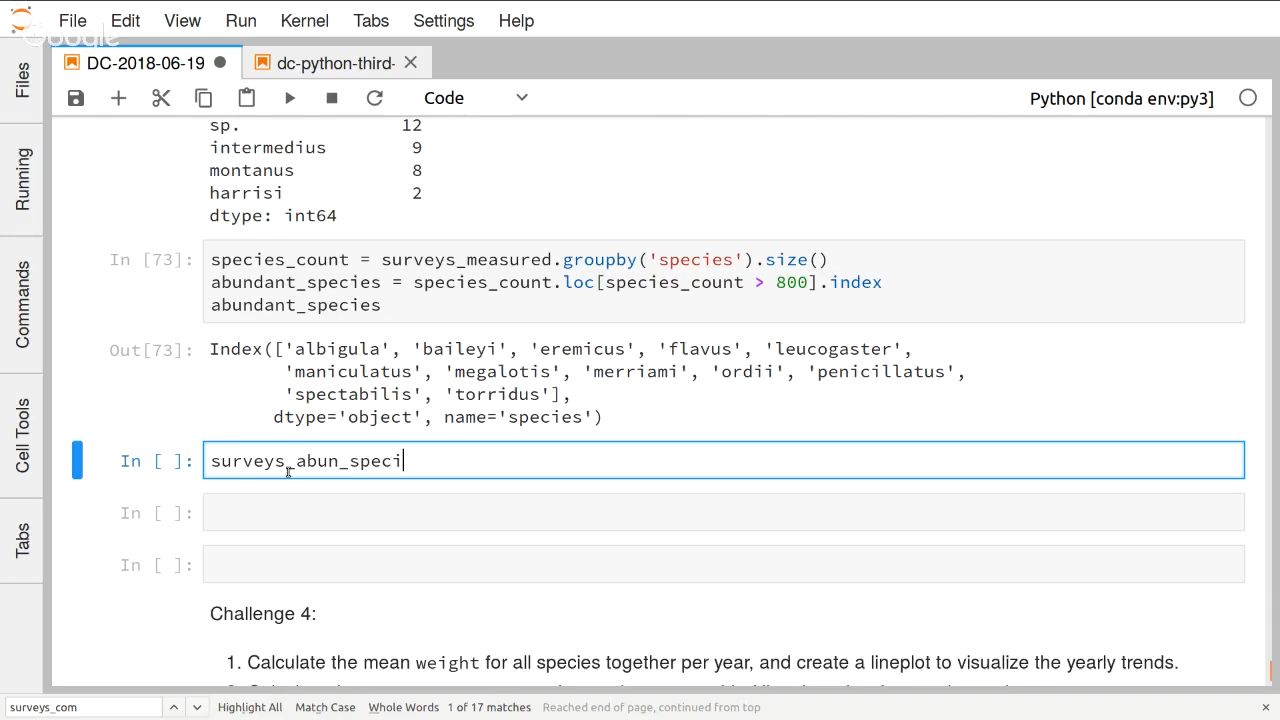 File Edit View Run Kernel Tabs Settings Help
Google
DC-2018-06-19 dc-python-third-
Code Python [conda env:py3]
Files
Running
Commands
Cell Tools
Tabs
sp. 12
intermedius 9
montanus 8
harrisi 2
dtype: int64
In [73]: species_count = surveys_measured.groupby('species').size()
abundant_species = species_count.loc[species_count > 800].index
abundant_species
Out[73]: Index(['albigula', 'baileyi', 'eremicus', 'flavus', 'leucogaster',
'maniculatus', 'megalotis', 'merriami', 'ordii', 'penicillatus',
'spectabilis', 'torridus'],
dtype='object', name='species')
In [ ]: surveys_abun_speci
In [ ]:
In [ ]:
Challenge 4:
1. Calculate the mean weight for all species together per year, and create a lineplot to visualize the yearly trends.
surveys_com Highlight All Match Case Whole Words 1 of 17 matches Reached end of page, continued from top